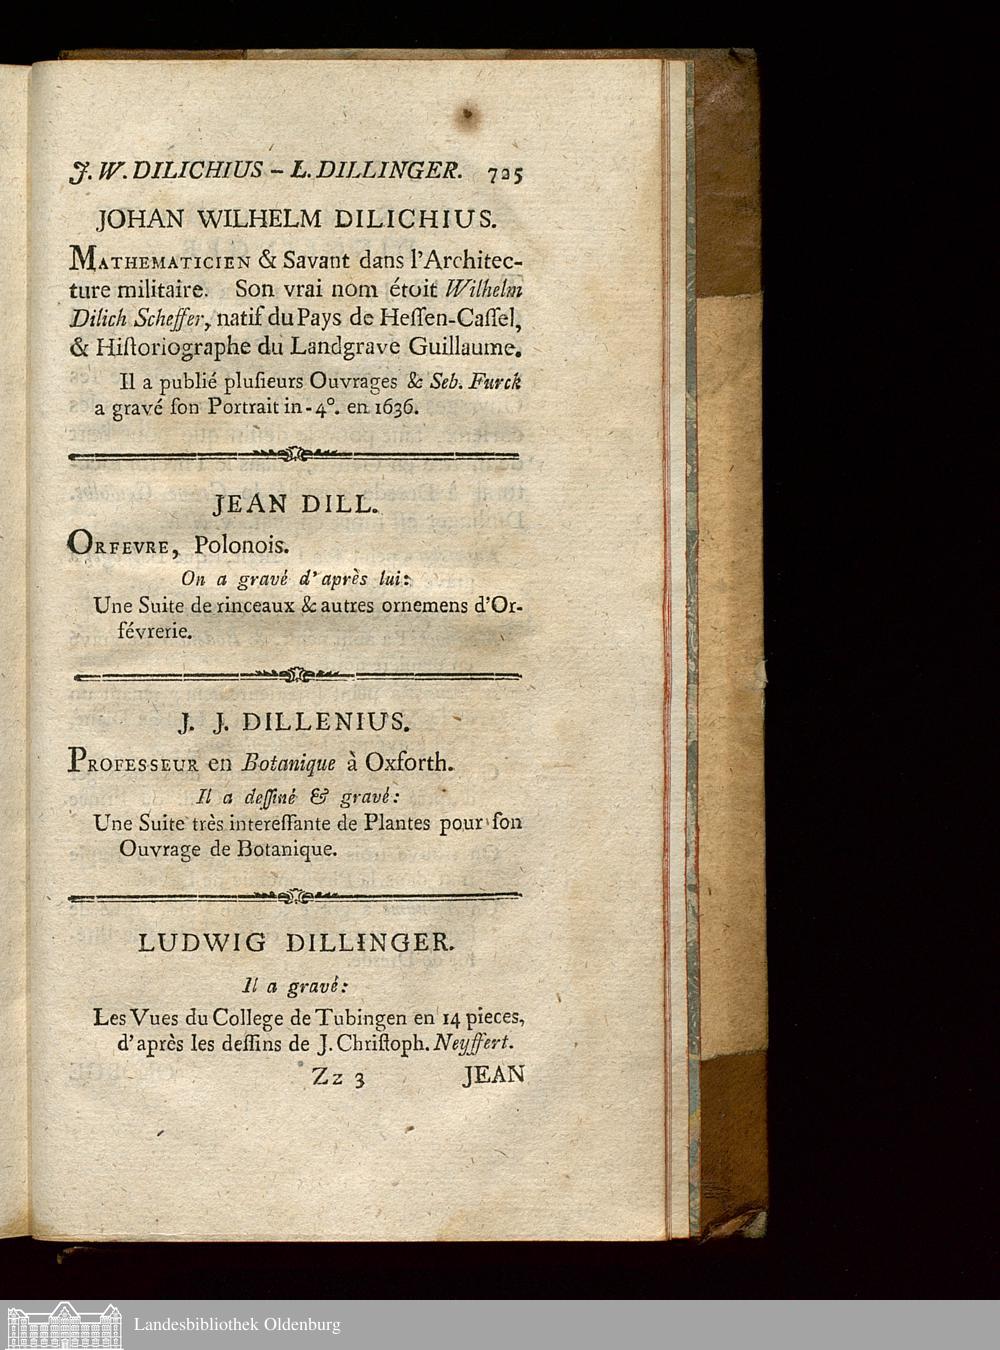 J. W. DILICHIUS – L. DILLINGER. 725
JOHAN WILHELM DILICHIUS.
MATHEMATICIEN & Savant dans l'Architec-
ture militaire. Son vrai nom étoit Wilhelm
Dilich Scheffer, natif du Pays de Heſſen-Caſſel,
& Hiſtoriographe du Landgrave Guillaume.
Il a publié pluſieurs Ouvrages & Seb. Furck
a gravé ſon Portrait in-4°. en 1636.
JEAN DILL.
ORFEVRE, Polonois.
On a gravé d'après lui:
Une Suite de rinceaux & autres ornemens d'Or-
févrerie.
J. J. DILLENIUS.
PROFESSEUR en Botanique à Oxforth.
Il a deſſiné & gravé:
Une Suite très intereſſante de Plantes pour ſon
Ouvrage de Botanique.
LUDWIG DILLINGER.
Il a gravé:
Les Vues du College de Tubingen en 14 pieces,
d'après les deſſins de J. Chriſtoph. Neyffert.
Zz 3 JEAN
Landesbibliothek Oldenburg